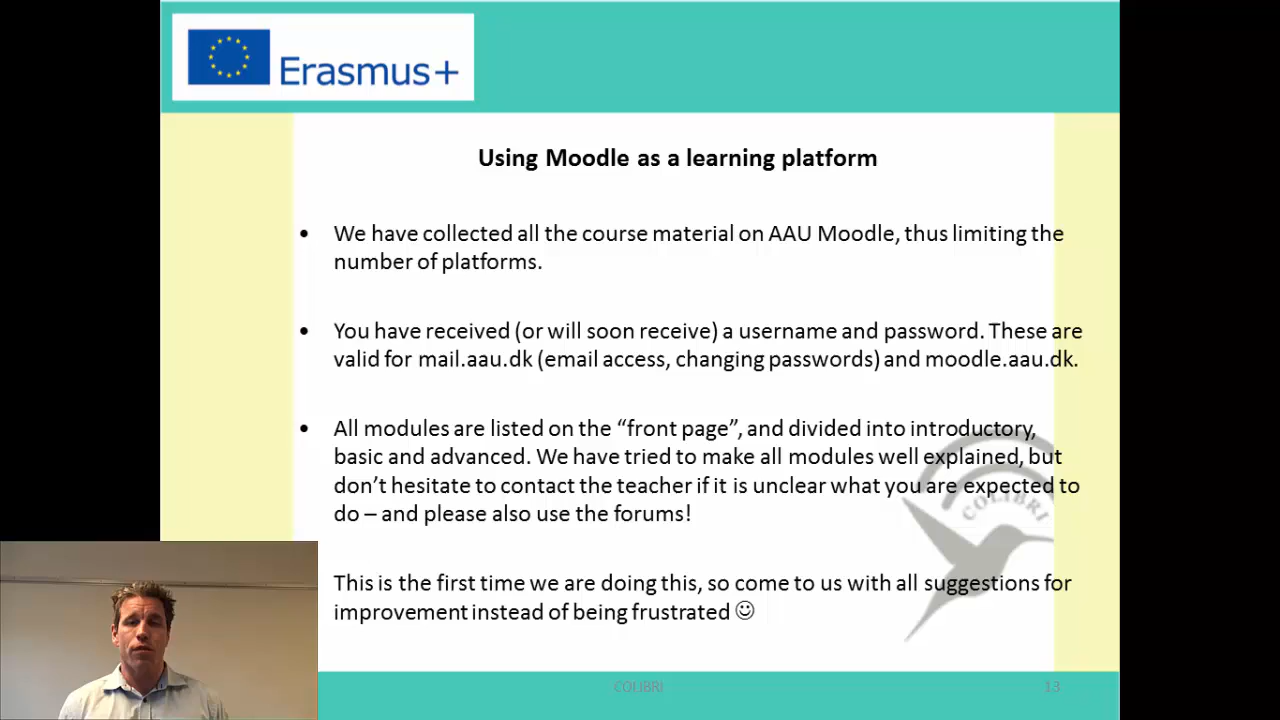 Erasmus+
Using Moodle as a learning platform
• We have collected all the course material on AAU Moodle, thus limiting the
number of platforms.
• You have received (or will soon receive) a username and password. These are
valid for mail.aau.dk (email access, changing passwords) and moodle.aau.dk.
• All modules are listed on the “front page”, and divided into introductory,
basic and advanced. We have tried to make all modules well explained, but
don’t hesitate to contact the teacher if it is unclear what you are expected to
do – and please also use the forums!
COLIBRI
This is the first time we are doing this, so come to us with all suggestions for
improvement instead of being frustrated ☺
COLIBRI
13